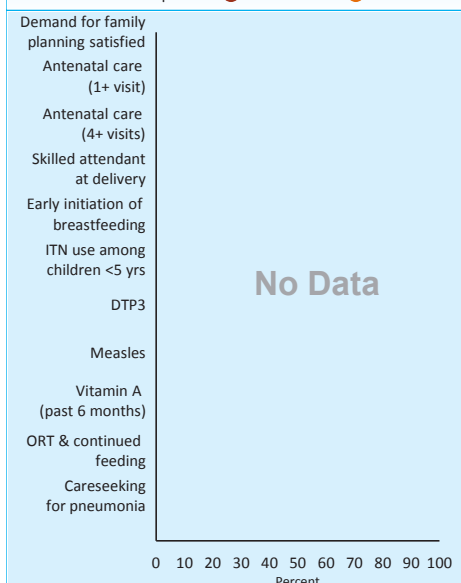 Demand for family
planning satisfied
Antenatal care
(1+ visit)
Antenatal care
(4+ visits)
Skilled attendant
at delivery
Early initiation of
breastfeeding
ITN use among
children <5 yrs
No Data
DTP3
Measles
Vitamin A
(past 6 months)
ORT & continued
feeding
Careseeking
for pneumonia
0 10 20 30 40 50 60 70 80 90 100
Percent